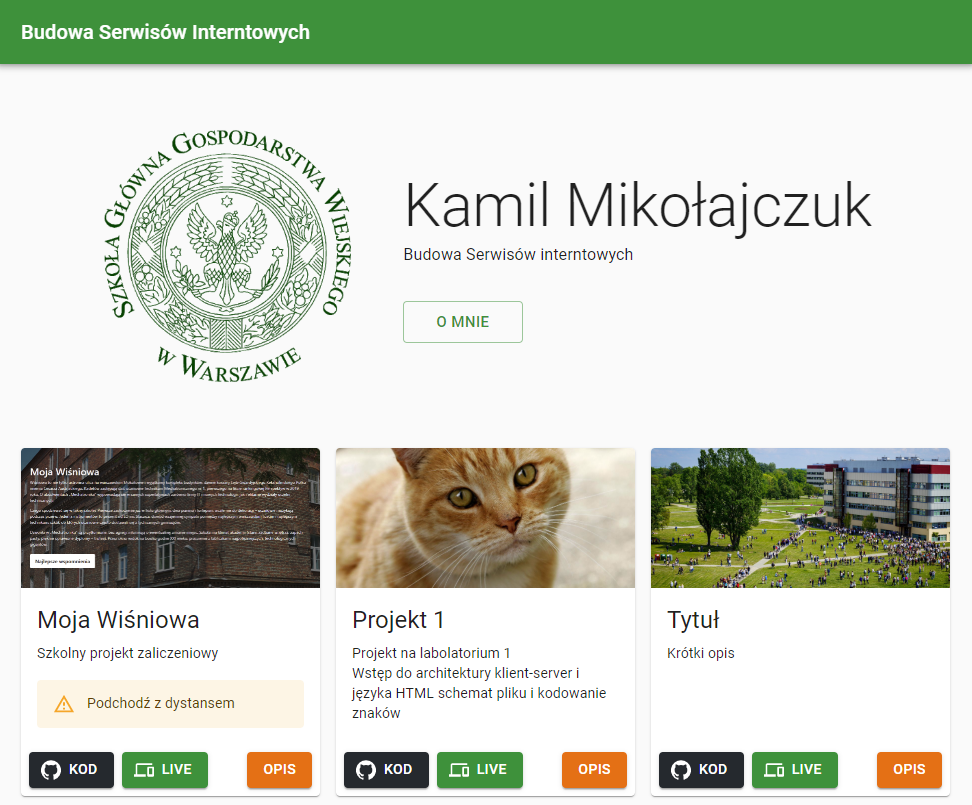 Budowa Serwisów Interntowych
SZKOŁA GŁÓWNA GOSPODARSTWA WIEJSKIEGO
W WARSZAWIE
Kamil Mikołajczuk
Budowa Serwisów interntowych
O MNIE
Moja Wiśniowa
Najlepsze wspomnienia
Moja Wiśniowa
Szkolny projekt zaliczeniowy
Podchodź z dystansem
KOD LIVE OPIS
Projekt 1
Projekt na labolatorium 1
Wstęp do architektury klient-server i
języka HTML schemat pliku i kodowanie
znaków
KOD LIVE OPIS
Tytuł
Krótki opis
KOD LIVE OPIS